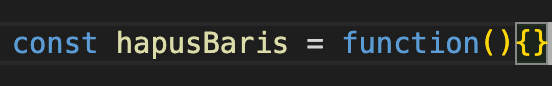 const hapusBaris = function(){}